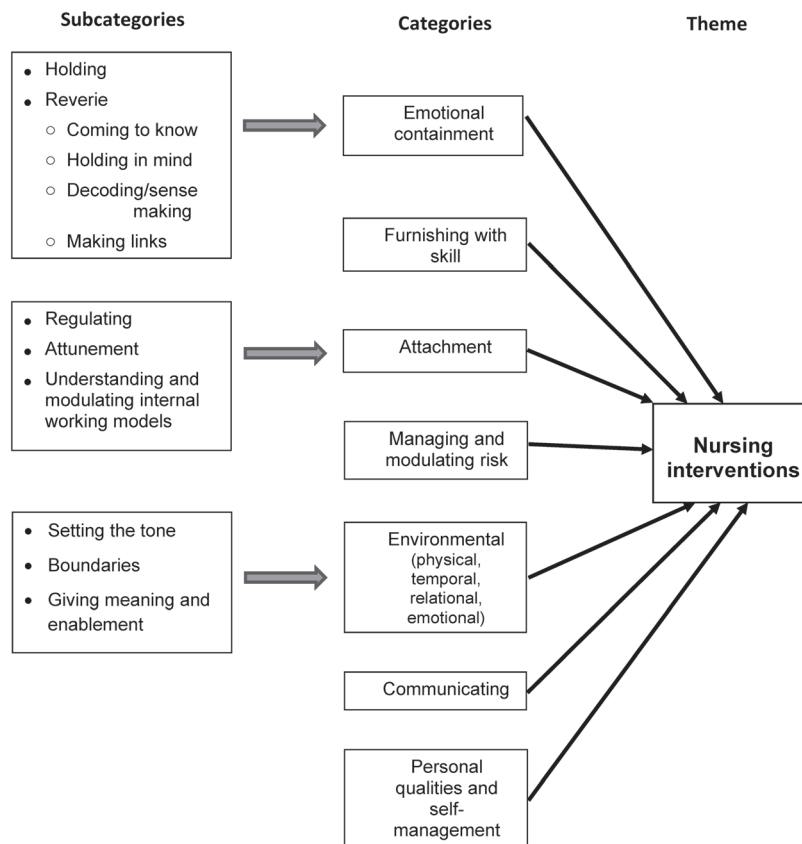 Subcategories
Categories
Theme
• Holding
• Reverie
○ Coming to know
○ Holding in mind
○ Decoding/sense
making
○ Making links
Emotional
containment
Furnishing with
skill
• Regulating
• Attunement
• Understanding and
modulating internal
working models
Attachment
Managing and
modulating risk
Nursing
interventions
• Setting the tone
• Boundaries
• Giving meaning and
enablement
Environmental
(physical,
temporal,
relational,
emotional)
Communicating
Personal
qualities and
self-
management